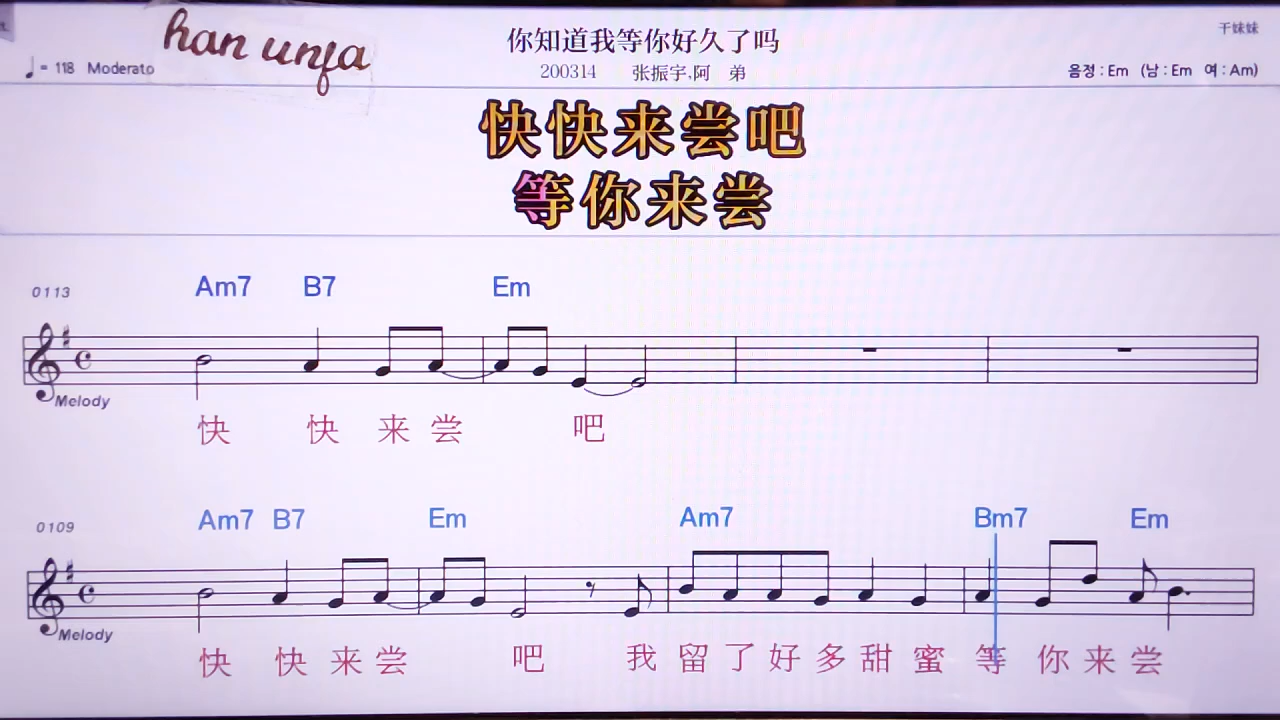 han unfa
你知道我等你好久了吗
干妹妹
♩= 118 Moderato
200314 张振宇,阿 弟
음정 : Em (남 : Em 여 : Am)
快快来尝吧
等你来尝
0113
Am7 B7 Em
Melody
快 快 来 尝 吧
0109
Am7 B7 Em Am7 Bm7 Em
Melody
快 快 来 尝 吧 我 留 了 好 多 甜 蜜 等 你 来 尝